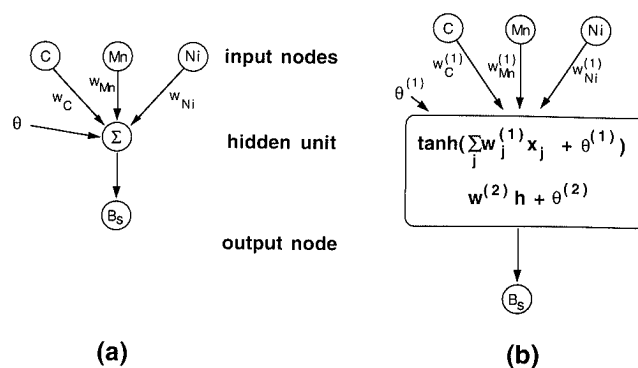 C Mn Ni
w_C w_Mn w_Ni
θ
Σ
B_s
(a)
input nodes
hidden unit
output node
C Mn Ni
w_C^(1) w_Mn^(1) w_Ni^(1)
θ^(1)
tanh(∑_j w_j^(1) x_j + θ^(1))
w^(2) h + θ^(2)
B_s
(b)